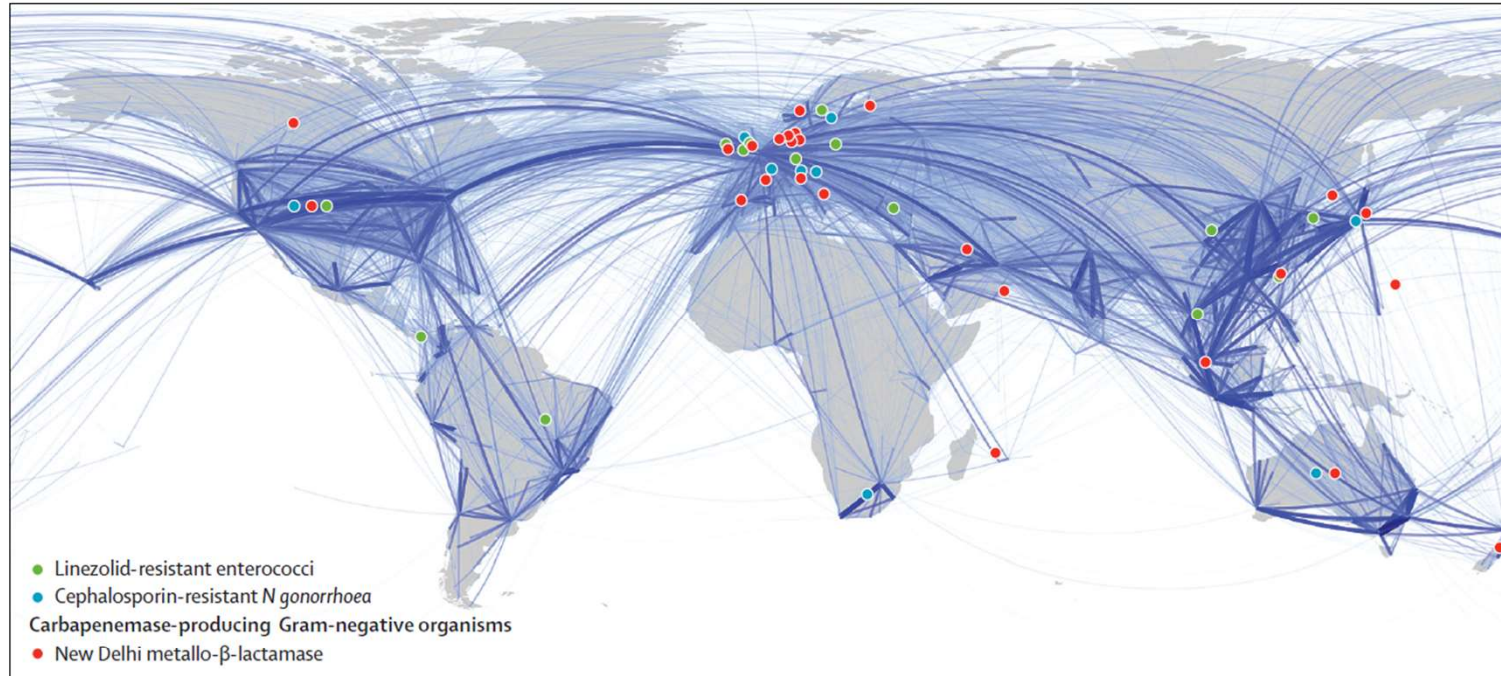 Linezolid-resistant enterococci
Cephalosporin-resistant N gonorrhoea
Carbapenemase-producing Gram-negative organisms
New Delhi metallo-β-lactamase